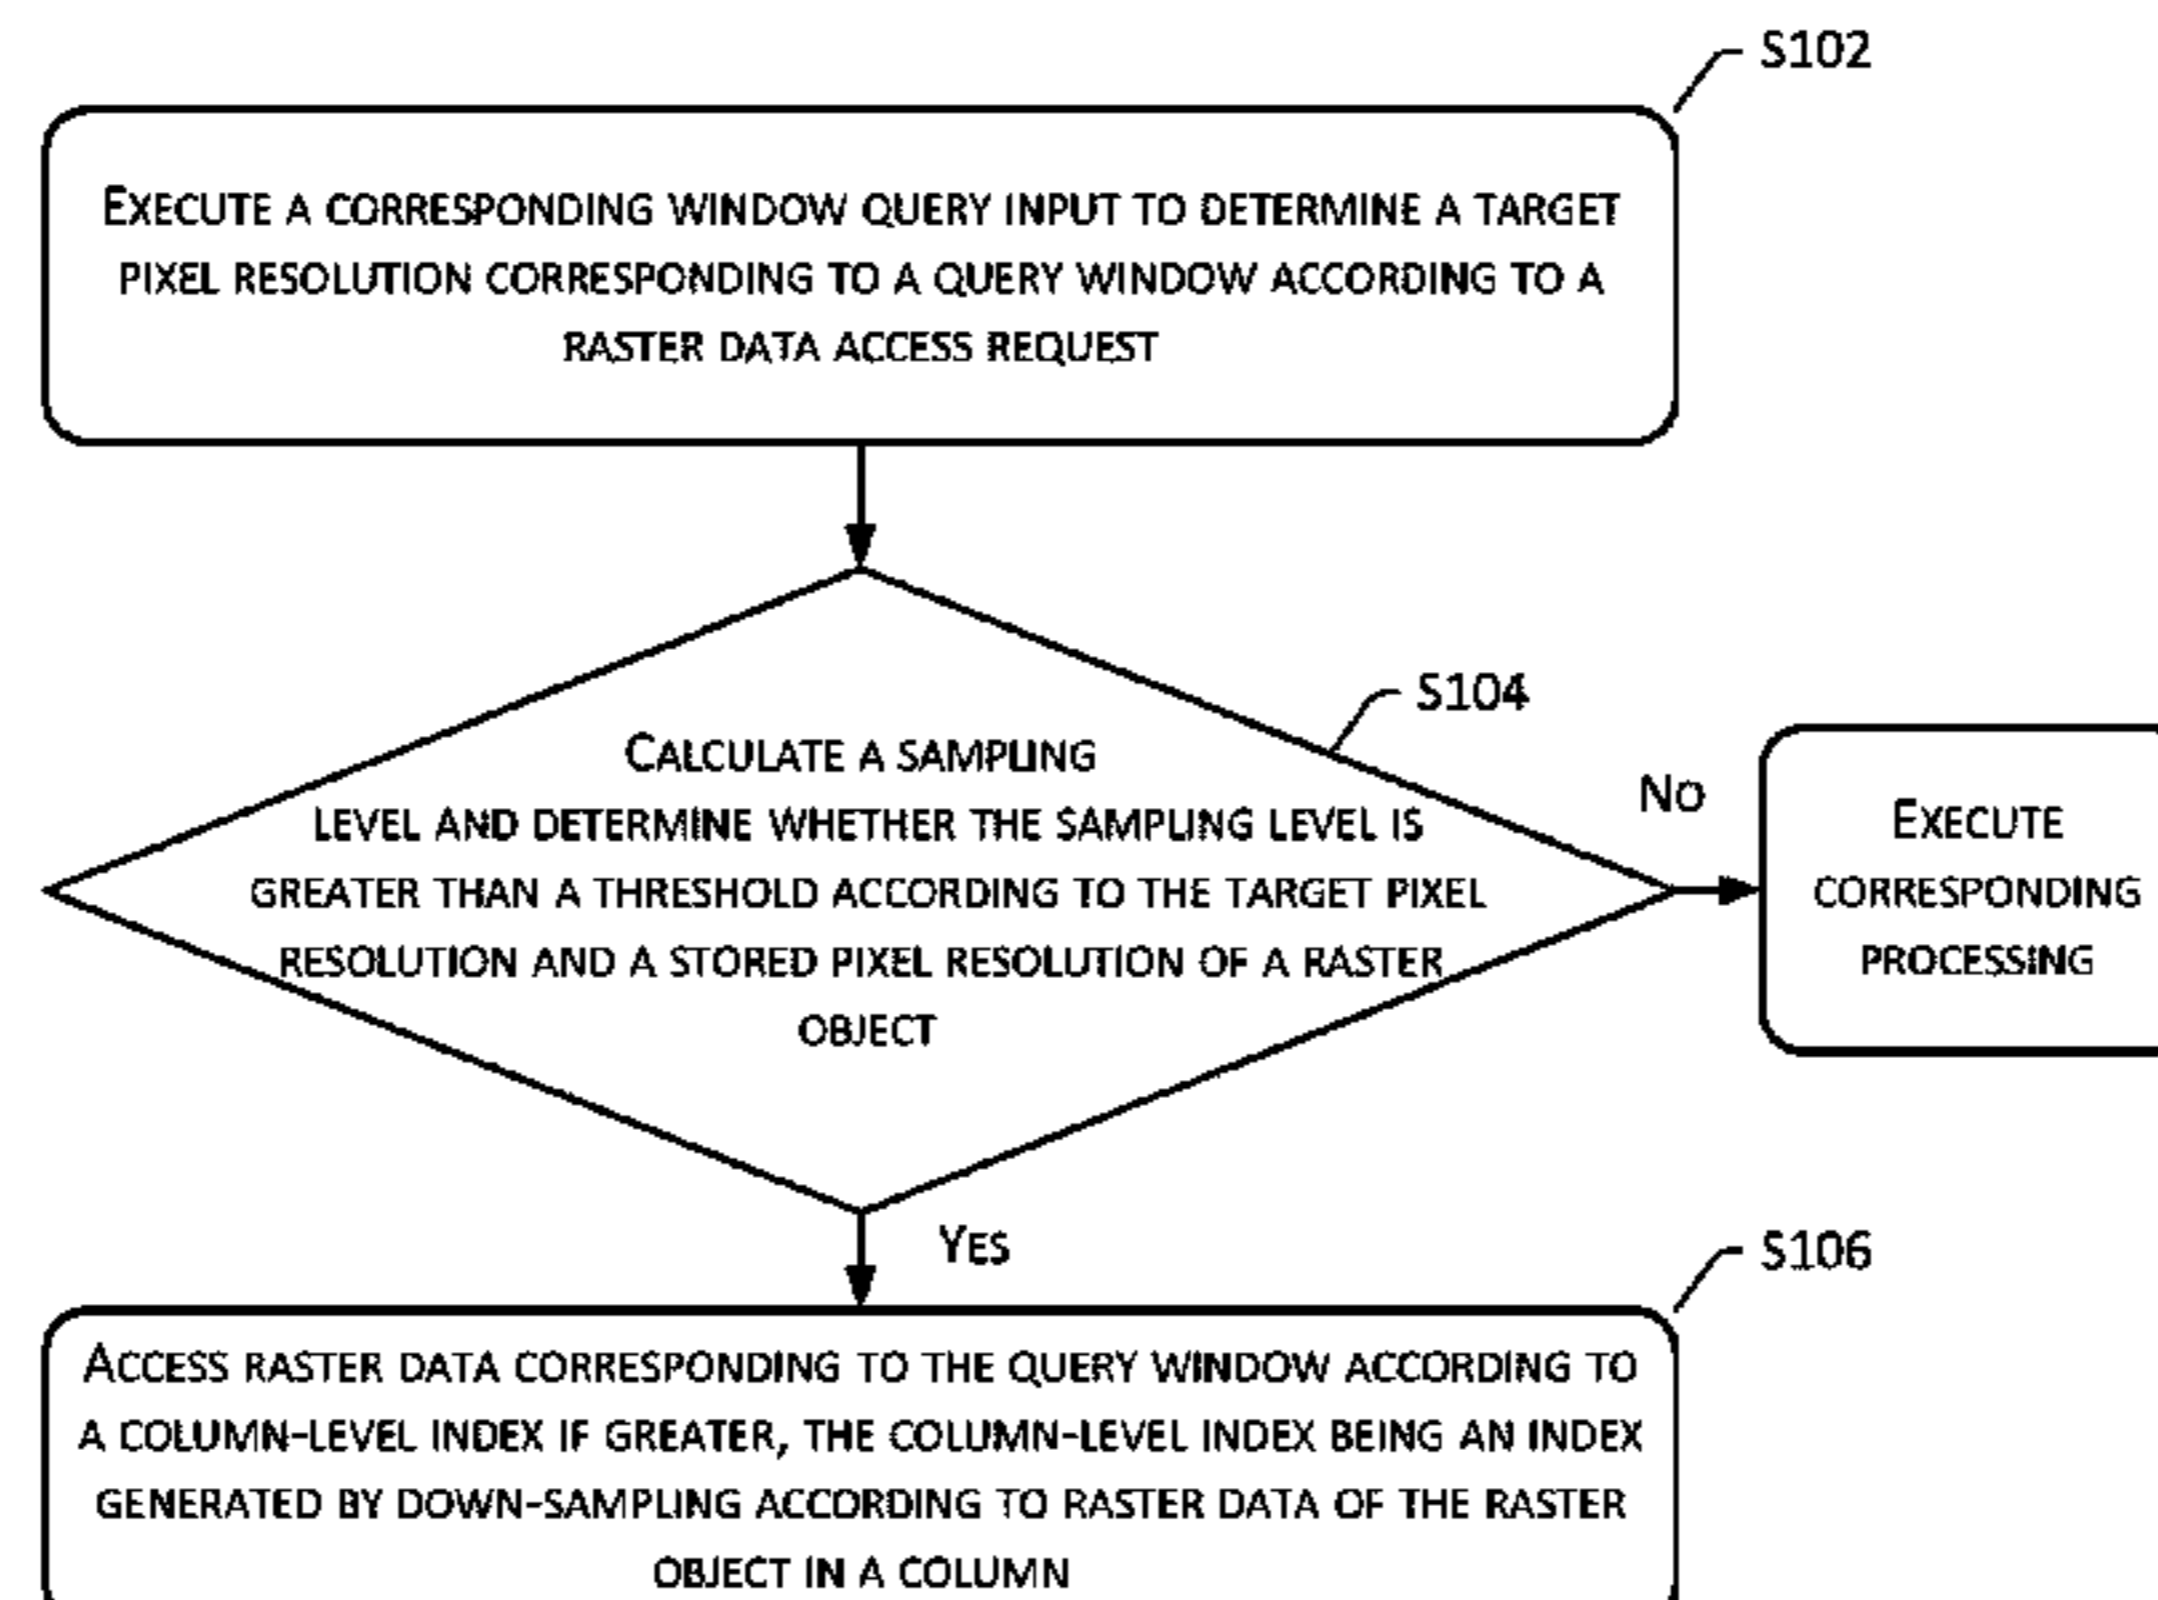 S102
EXECUTE A CORRESPONDING WINDOW QUERY INPUT TO DETERMINE A TARGET
PIXEL RESOLUTION CORRESPONDING TO A QUERY WINDOW ACCORDING TO A
RASTER DATA ACCESS REQUEST
S104
CALCULATE A SAMPLING
LEVEL AND DETERMINE WHETHER THE SAMPLING LEVEL IS
GREATER THAN A THRESHOLD ACCORDING TO THE TARGET PIXEL
RESOLUTION AND A STORED PIXEL RESOLUTION OF A RASTER
OBJECT
NO
EXECUTE
CORRESPONDING
PROCESSING
YES
S106
ACCESS RASTER DATA CORRESPONDING TO THE QUERY WINDOW ACCORDING TO
A COLUMN-LEVEL INDEX IF GREATER, THE COLUMN-LEVEL INDEX BEING AN INDEX
GENERATED BY DOWN-SAMPLING ACCORDING TO RASTER DATA OF THE RASTER
OBJECT IN A COLUMN